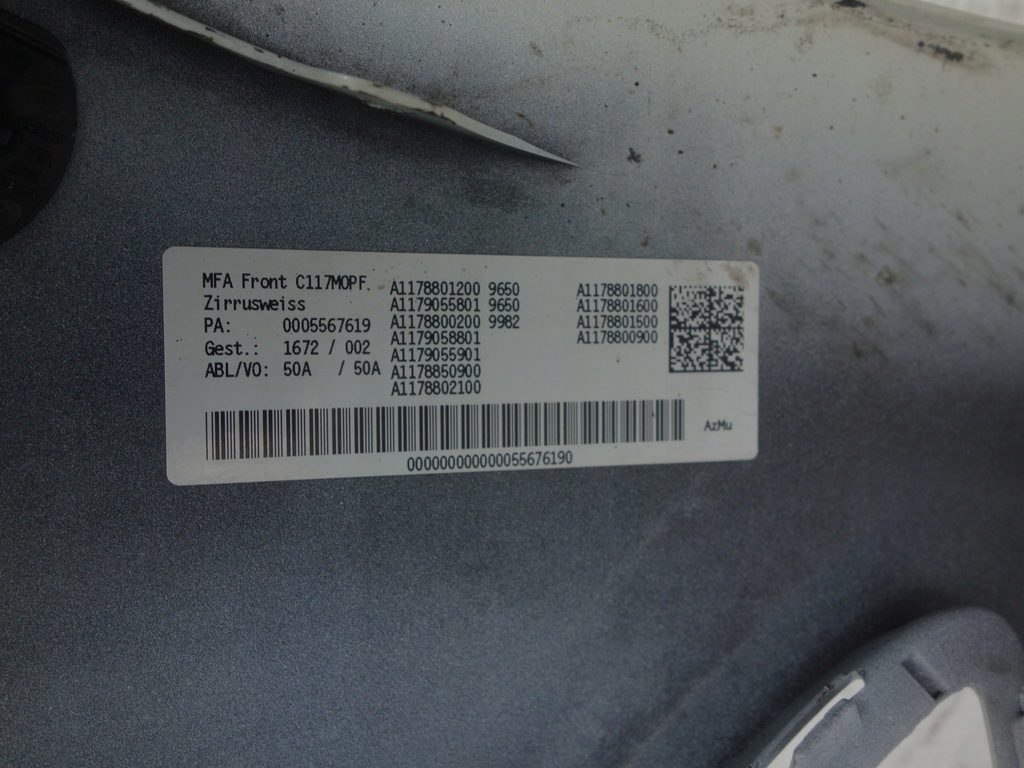 MFA Front C117MOPF.
Zirrusweiss
PA: 0005567619
Gest.: 1672 / 002
ABL/VO: 50A / 50A
A1178801200 9650
A1179055801 9650
A1178800200 9982
A1179058801
A1179055901
A1178850900
A1178802100
A1178801800
A1178801600
A1178801500
A1178800900
AzMu
00000000000055676190